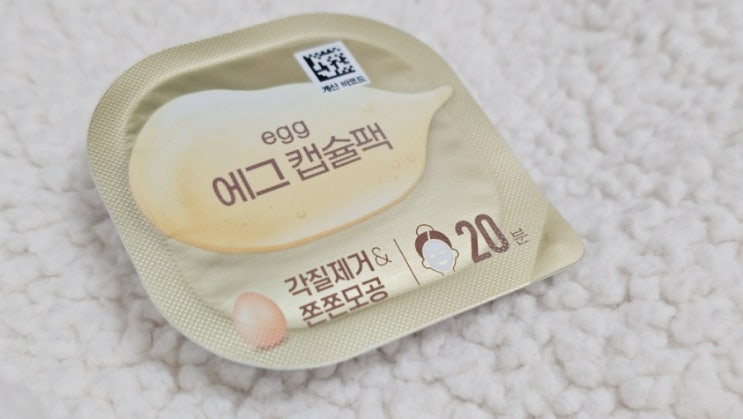 계산 바코드
egg
에그 캡슐팩
각질제거&
쫀쫀모공
20분